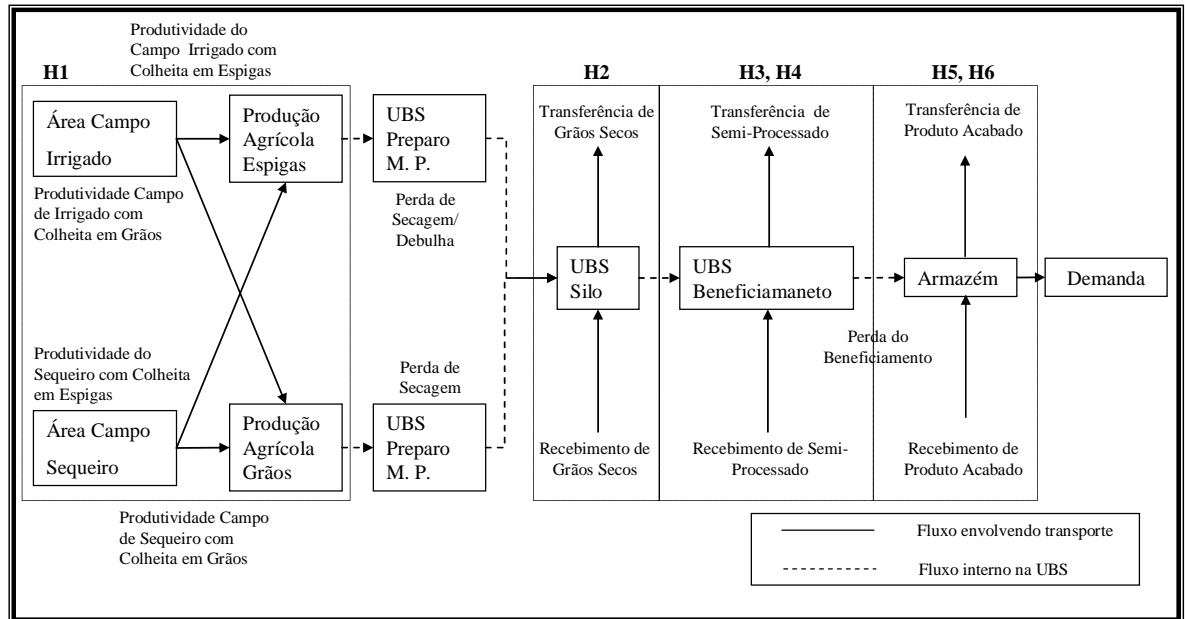 Produtividade do
Campo Irrigado com
Colheita em Espigas
H1
H2
H3, H4
H5, H6
Área Campo
Irrigado
Produção
Agrícola
Espigas
UBS
Preparo
M. P.
Transferência de
Grãos Secos
Transferência de
Semi-Processado
Transferência de
Produto Acabado
Produtividade Campo
de Irrigado com
Colheita em Grãos
Perda de
Secagem/
Debulha
UBS
Silo
UBS
Beneficiamaneto
Armazém
Demanda
Perda do
Beneficiamento
Produtividade do
Sequeiro com Colheita
em Espigas
Perda de
Secagem
Área Campo
Sequeiro
Produção
Agrícola
Grãos
UBS
Preparo
M. P.
Recebimento de
Grãos Secos
Recebimento de Semi-
Processado
Recebimento de
Produto Acabado
Produtividade Campo
de Sequeiro com
Colheita em Grãos
Fluxo envolvendo transporte
Fluxo interno na UBS